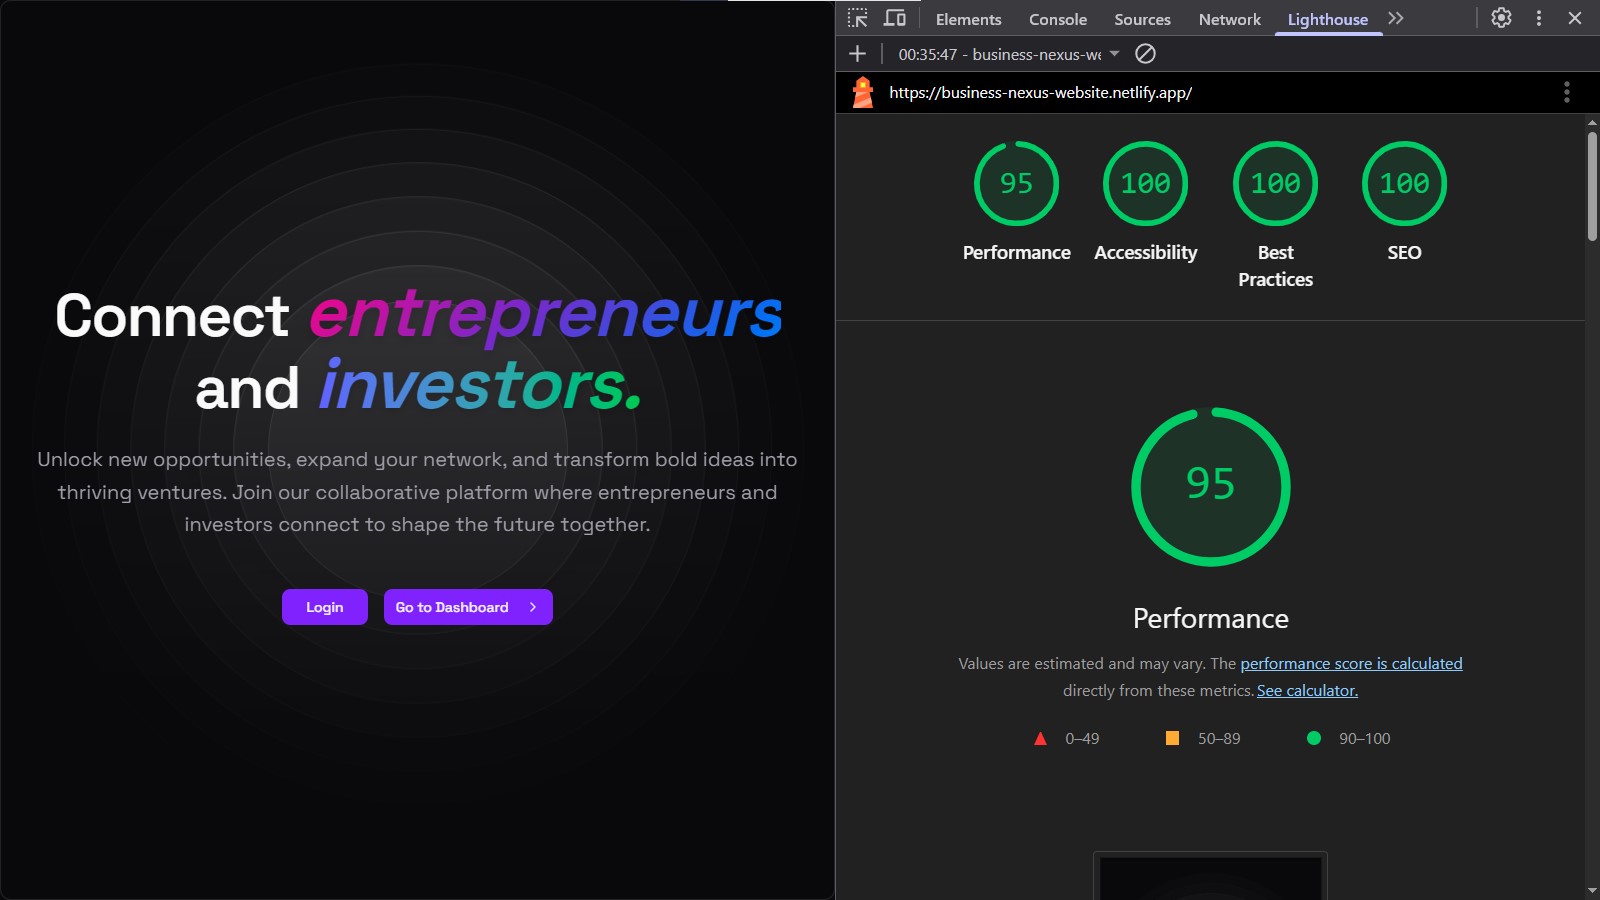 Connect entrepreneurs
and investors.
Unlock new opportunities, expand your network, and transform bold ideas into
thriving ventures. Join our collaborative platform where entrepreneurs and
investors connect to shape the future together.
Login
Go to Dashboard
Elements Console Sources Network Lighthouse
00:35:47 - business-nexus-we
https://business-nexus-website.netlify.app/
95 100 100 100
Performance Accessibility Best SEO
Practices
95
Performance
Values are estimated and may vary. The performance score is calculated
directly from these metrics. See calculator.
0–49 50–89 90–100